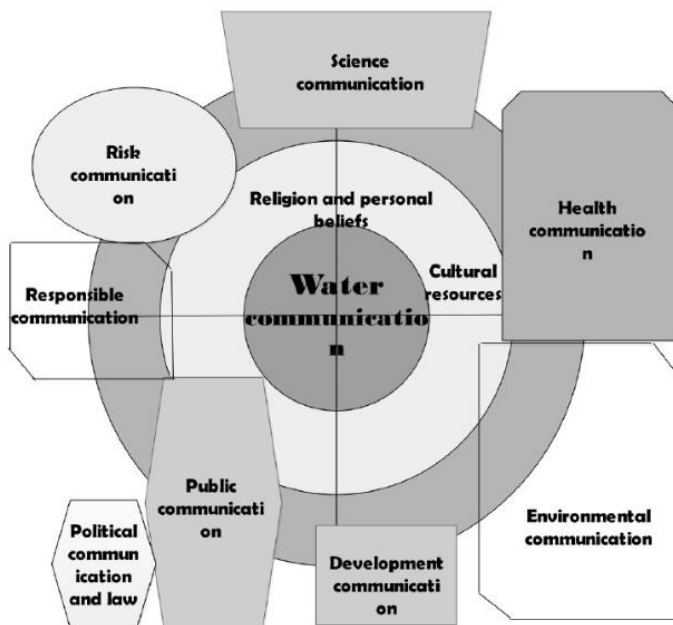 Science
communication
Risk
communicati
on
Religion and personal
beliefs
Health
communicatio
n
Cultural
resources
Water
communicatio
n
Responsible
communication
Public
communicati
on
Political
commun
ication
and law
Development
communicati
on
Environmental
communication